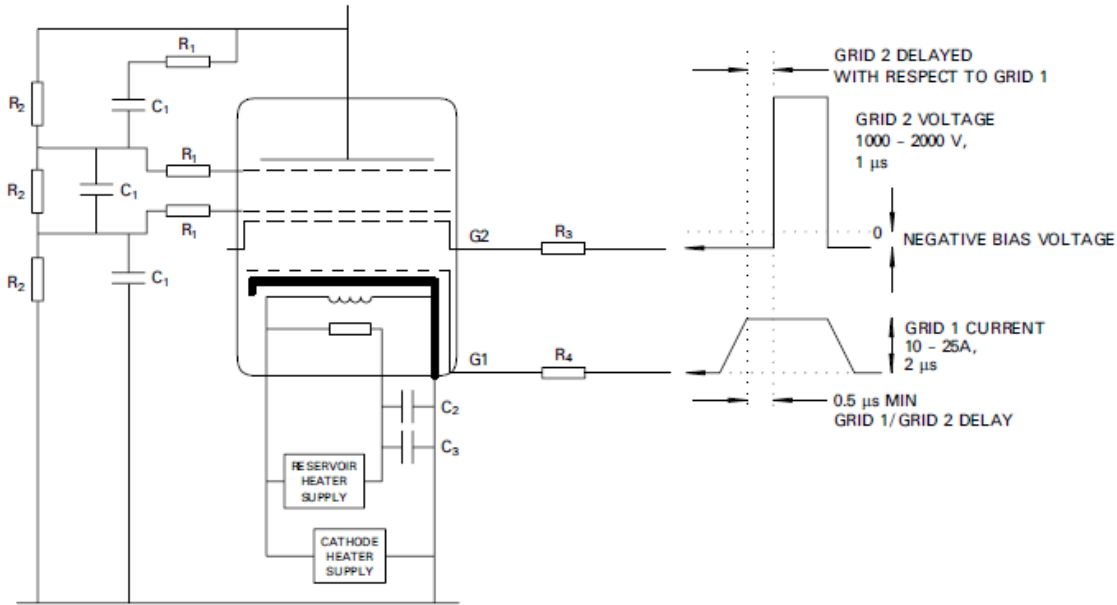 R1
C1
R2
R1
C1
R2
R1
R2
C1
G2
R3
G1
R4
C2
C3
RESERVOIR
HEATER
SUPPLY
CATHODE
HEATER
SUPPLY
GRID 2 DELAYED
WITH RESPECT TO GRID 1
GRID 2 VOLTAGE
1000 – 2000 V,
1 µs
0
NEGATIVE BIAS VOLTAGE
GRID 1 CURRENT
10 – 25A,
2 µs
0.5 µs MIN
GRID 1/GRID 2 DELAY